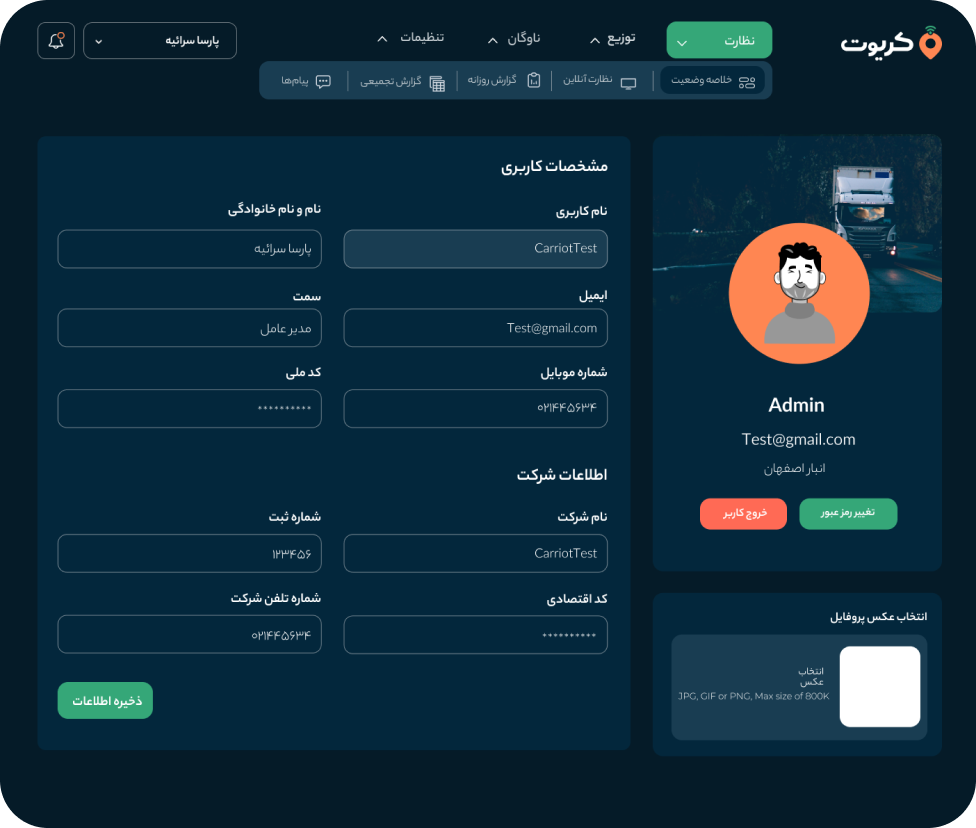 کریوت
نظارت
توزیع
ناوگان
تنظیمات
پارسا سرائیه
خلاصه وضعیت
نظارت آنلاین
گزارش روزانه
گزارش تجمیعی
پیام‌ها
Admin
Test@gmail.com
انبار اصفهان
تغییر رمز عبور
خروج کاربر
انتخاب عکس پروفایل
انتخاب
عکس
JPG, GIF or PNG, Max size of 800K
مشخصات کاربری
نام کاربری
CarriotTest
نام و نام خانوادگی
پارسا سرائیه
ایمیل
Test@gmail.com
سمت
مدیر عامل
شماره موبایل
۰۲۱۴۴۵۶۳۴
کد ملی
**********
اطلاعات شرکت
نام شرکت
CarriotTest
شماره ثبت
۱۲۳۴۵۶
کد اقتصادی
**********
شماره تلفن شرکت
۰۲۱۴۴۵۶۳۴
ذخیره اطلاعات